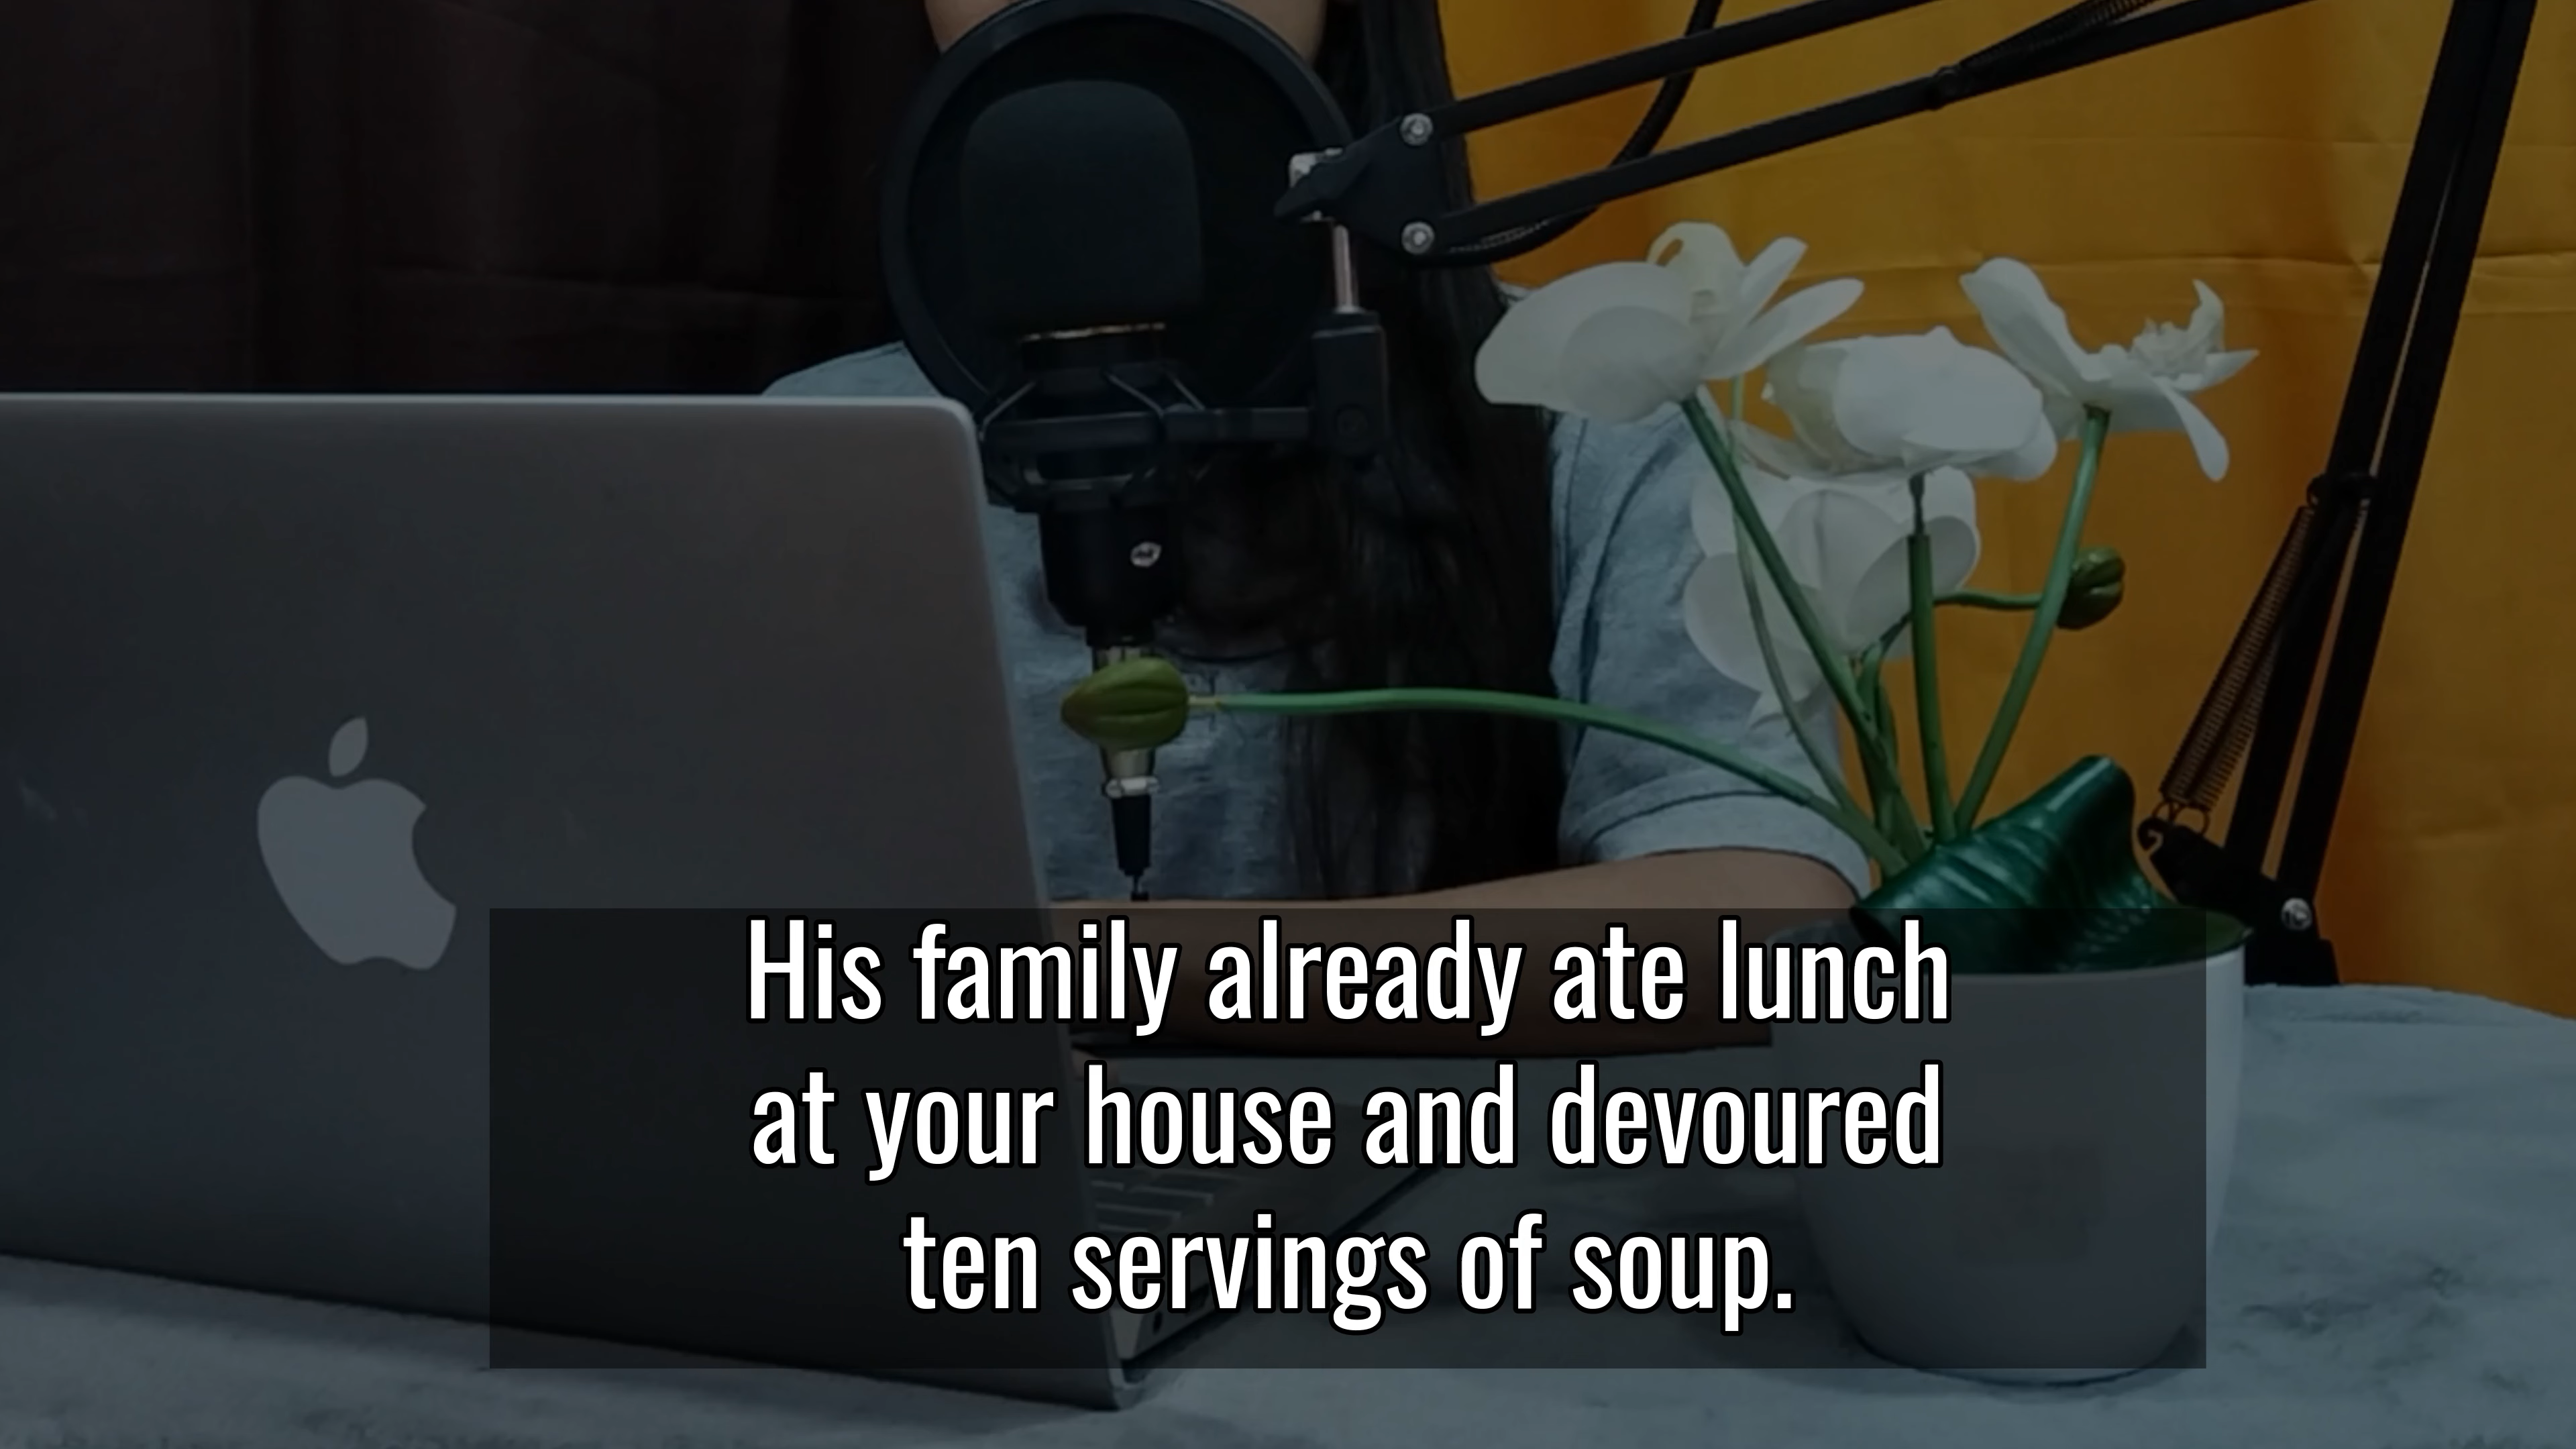 His family already ate lunch
at your house and devoured
ten servings of soup.